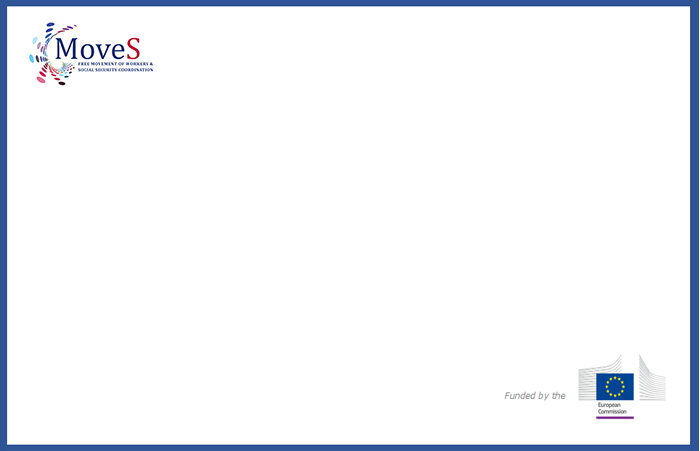 MoveS
FREE MOVEMENT OF WORKERS &
SOCIAL SECURITY COORDINATION
Funded by the
European
Commission